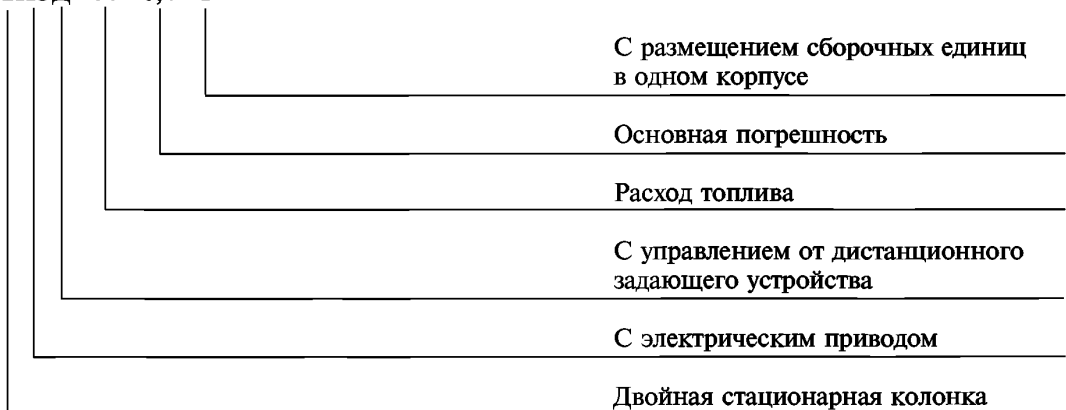 С размещением сборочных единиц
в одном корпусе
Основная погрешность
Расход топлива
С управлением от дистанционного
задающего устройства
С электрическим приводом
Двойная стационарная колонка